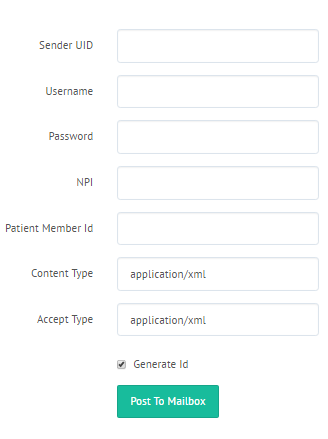 Sender UID
Username
Password
NPI
Patient Member Id
Content Type application/xml
Accept Type application/xml
Generate Id
Post To Mailbox